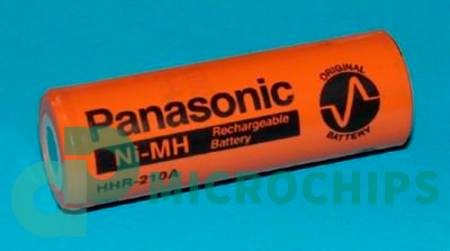 Panasonic
Ni-MH
Rechargeable
Battery
HHR-210A
ORIGINAL
BATTERY
MICROCHIPS